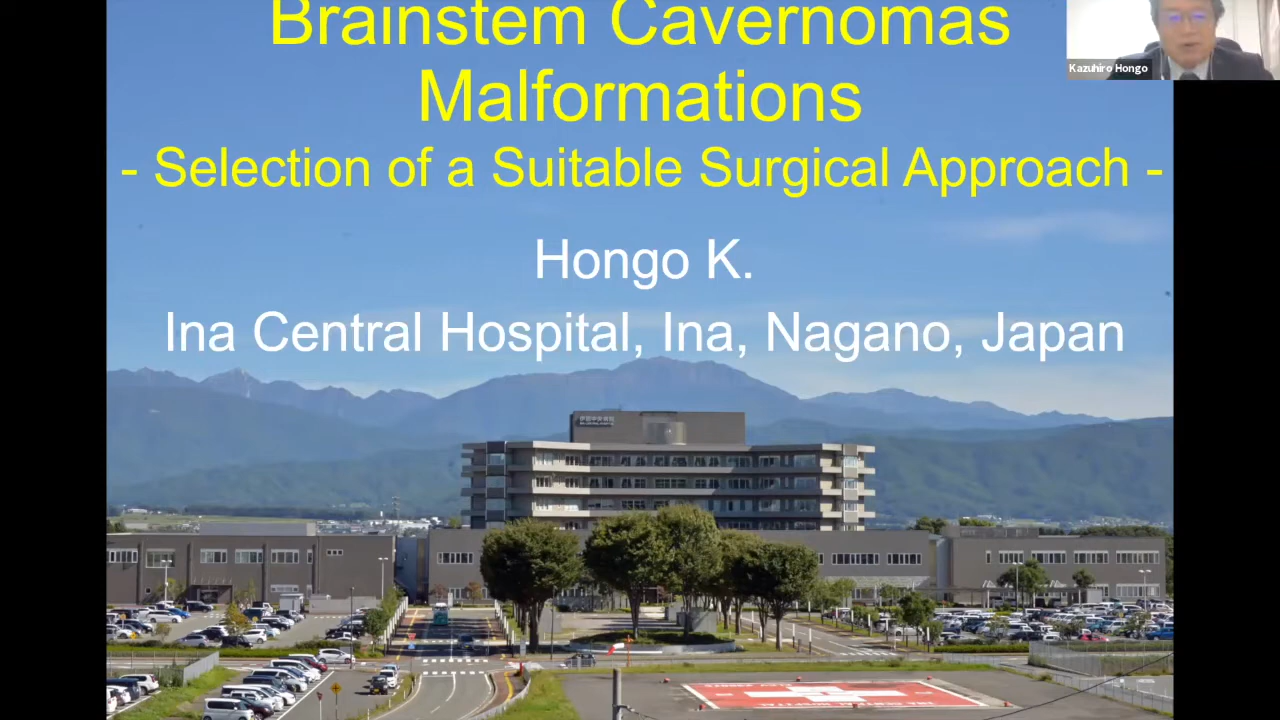 Brainstem Cavernomas
Malformations
- Selection of a Suitable Surgical Approach -
Hongo K.
Ina Central Hospital, Ina, Nagano, Japan
Kazuhiro Hongo